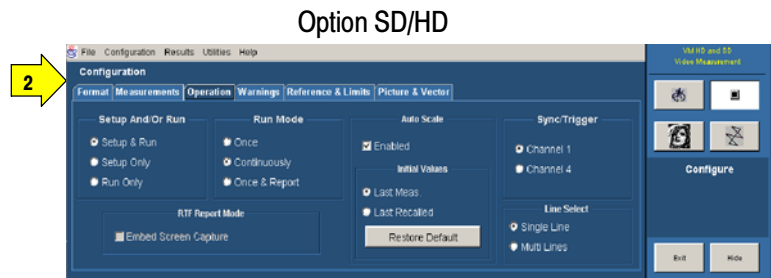 Option SD/HD
2
File Configuration Results Utilities Help
VM HD and SD
Video Measurement
Configuration
Format Measurements Operation Warnings Reference & Limits Picture & Vector
Setup And/Or Run
Setup & Run
Setup Only
Run Only
Run Mode
Once
Continuously
Once & Report
RTF Report Mode
Embed Screen Capture
Auto Scale
Enabled
Initial Values
Last Meas.
Last Recalled
Restore Default
Sync/Trigger
Channel 1
Channel 4
Line Select
Single Line
Multi Lines
Configure
Exit
Hide